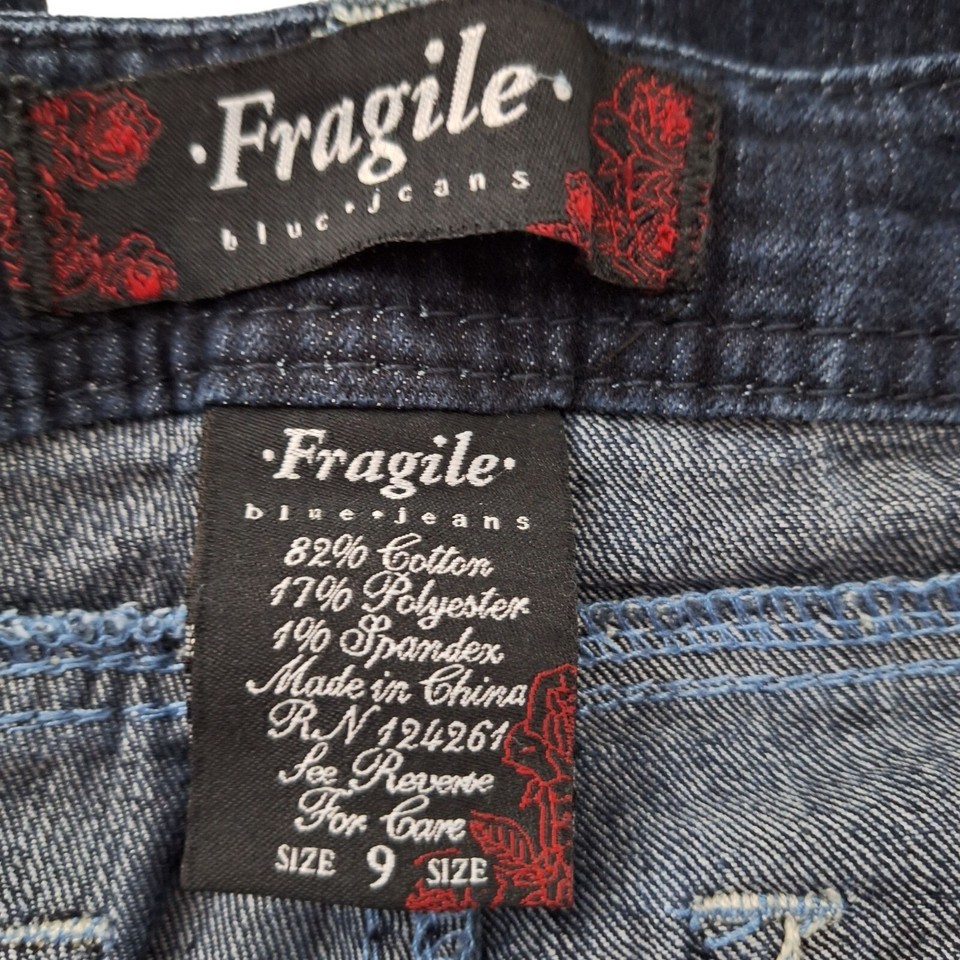 ·Fragile·
blue·jeans
·Fragile·
blue·jeans
82% Cotton
17% Polyester
1% Spandex
Made in China
RN 124261
See Reverse
For Care
SIZE 9 SIZE